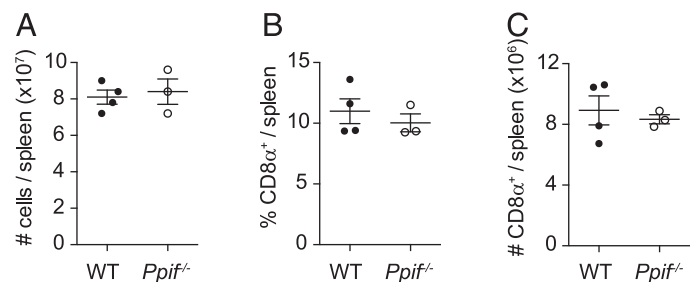 A
# cells / spleen (x10⁷)
10
8
6
4
2
0
WT
Ppif⁻/⁻
B
% CD8α⁺ / spleen
15
10
5
0
WT
Ppif⁻/⁻
C
# CD8α⁺ / spleen (x10⁶)
12
8
4
0
WT
Ppif⁻/⁻